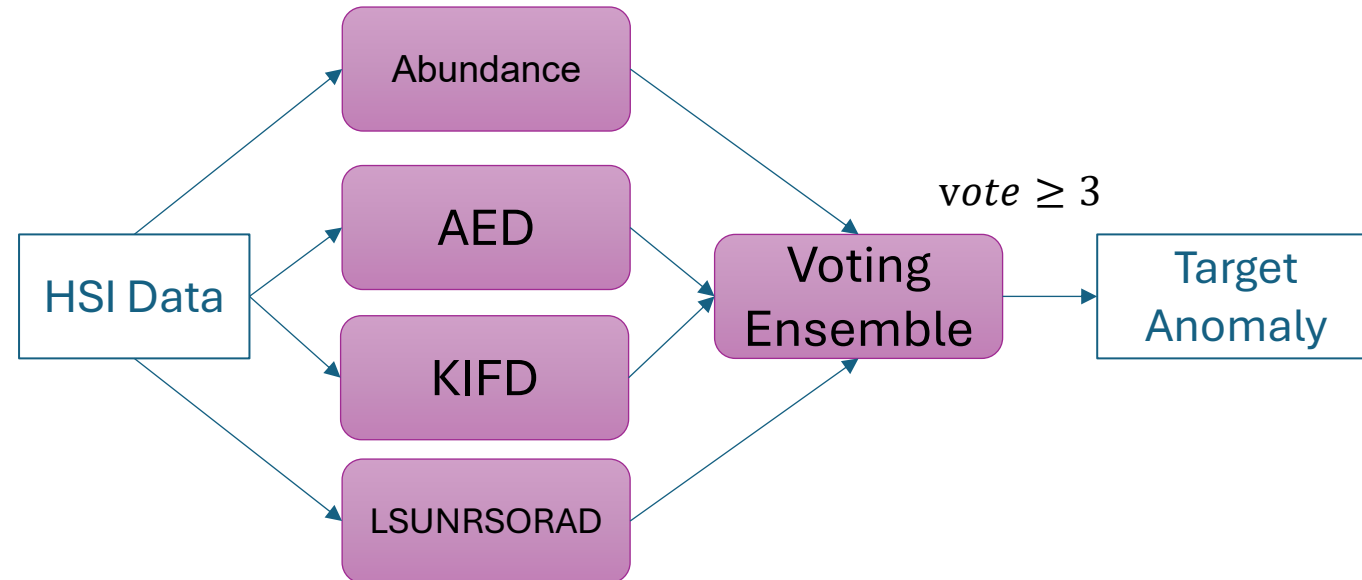 Abundance
AED
KIFD
LSUNRSORAD
HSI Data
Voting
Ensemble
vote ≥ 3
Target
Anomaly